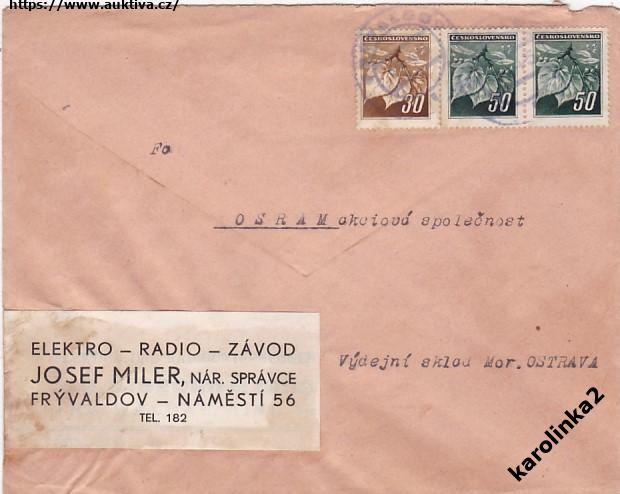 https://www.auktiva.cz/
ČESKOSLOVENSKO ČESKOSLOVENSKO ČESKOSLOVENSKO
30 50 50
Fa
OSRAM akciová společnost
Výdejní sklad Mor. OSTRAVA
ELEKTRO – RADIO – ZÁVOD
JOSEF MILER, NÁR. SPRÁVCE
FRÝVALDOV – NÁMĚSTÍ 56
TEL. 182
karolinka2